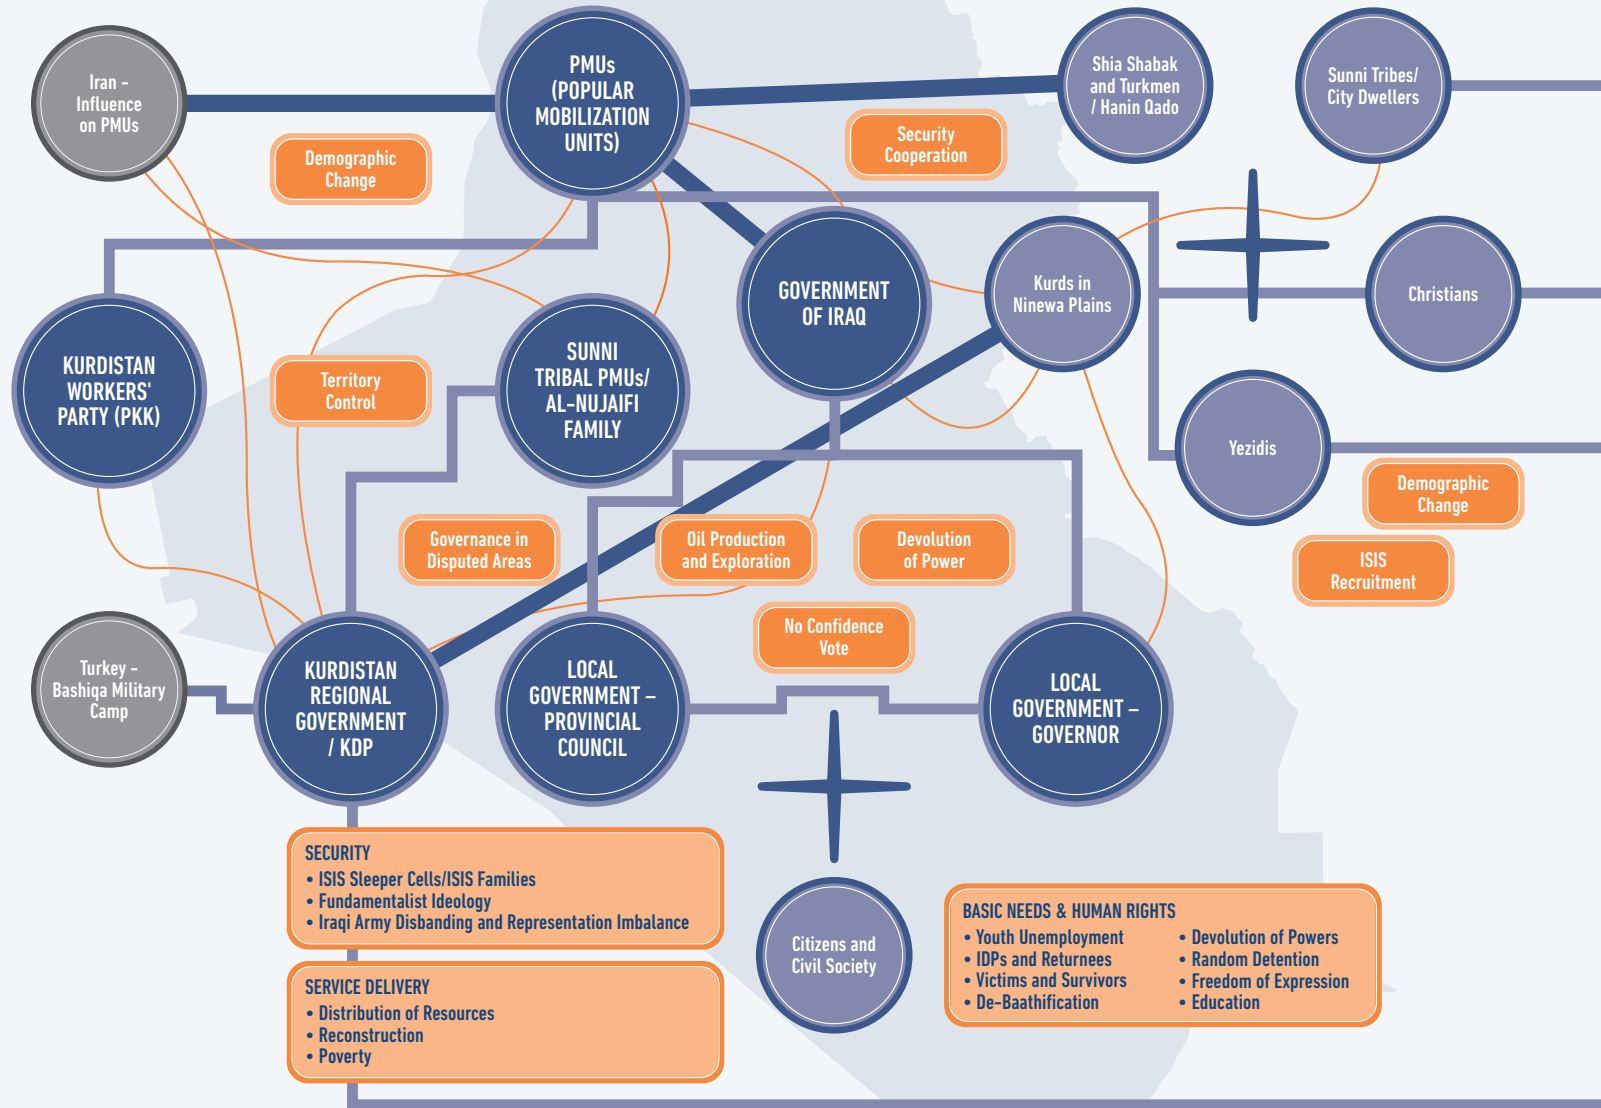 Iran –
Influence
on PMUs
PMUs
(POPULAR
MOBILIZATION
UNITS)
Shia Shabak
and Turkmen
/ Hanin Qado
Sunni Tribes/
City Dwellers
Demographic
Change
Security
Cooperation
KURDISTAN
WORKERS'
PARTY (PKK)
Territory
Control
SUNNI
TRIBAL PMUs/
AL-NUJAIFI
FAMILY
GOVERNMENT
OF IRAQ
Kurds in
Ninewa Plains
Christians
Yezidis
Demographic
Change
ISIS
Recruitment
Governance in
Disputed Areas
Oil Production
and Exploration
Devolution
of Power
No Confidence
Vote
Turkey –
Bashiqa Military
Camp
KURDISTAN
REGIONAL
GOVERNMENT
/ KDP
LOCAL
GOVERNMENT –
PROVINCIAL
COUNCIL
LOCAL
GOVERNMENT –
GOVERNOR
SECURITY
• ISIS Sleeper Cells/ISIS Families
• Fundamentalist Ideology
• Iraqi Army Disbanding and Representation Imbalance
SERVICE DELIVERY
• Distribution of Resources
• Reconstruction
• Poverty
Citizens and
Civil Society
BASIC NEEDS & HUMAN RIGHTS
• Youth Unemployment
• IDPs and Returnees
• Victims and Survivors
• De-Baathification
• Devolution of Powers
• Random Detention
• Freedom of Expression
• Education